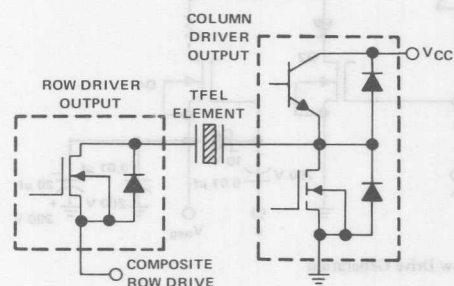 COLUMN
DRIVER
OUTPUT
VCC
ROW DRIVER
OUTPUT
TFEL
ELEMENT
COMPOSITE
ROW DRIVE